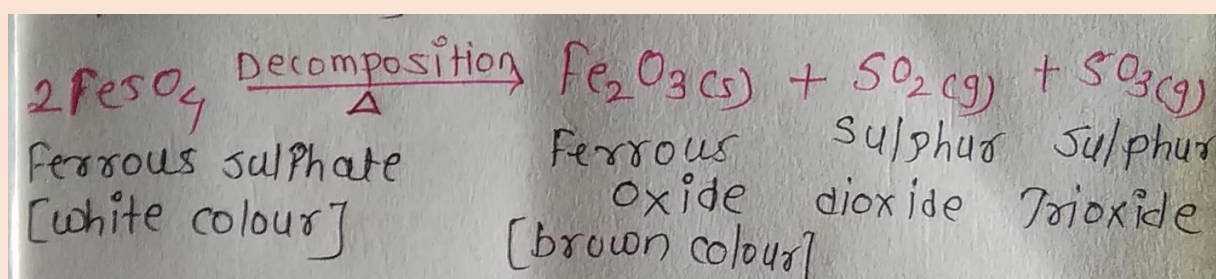 2FeSO₄ Decomposition Δ → Fe₂O₃(s) + SO₂(g) + SO₃(g)
Ferrous sulphate Ferrous sulphur sulphur
[white colour] oxide dioxide Trioxide
[brown colour]